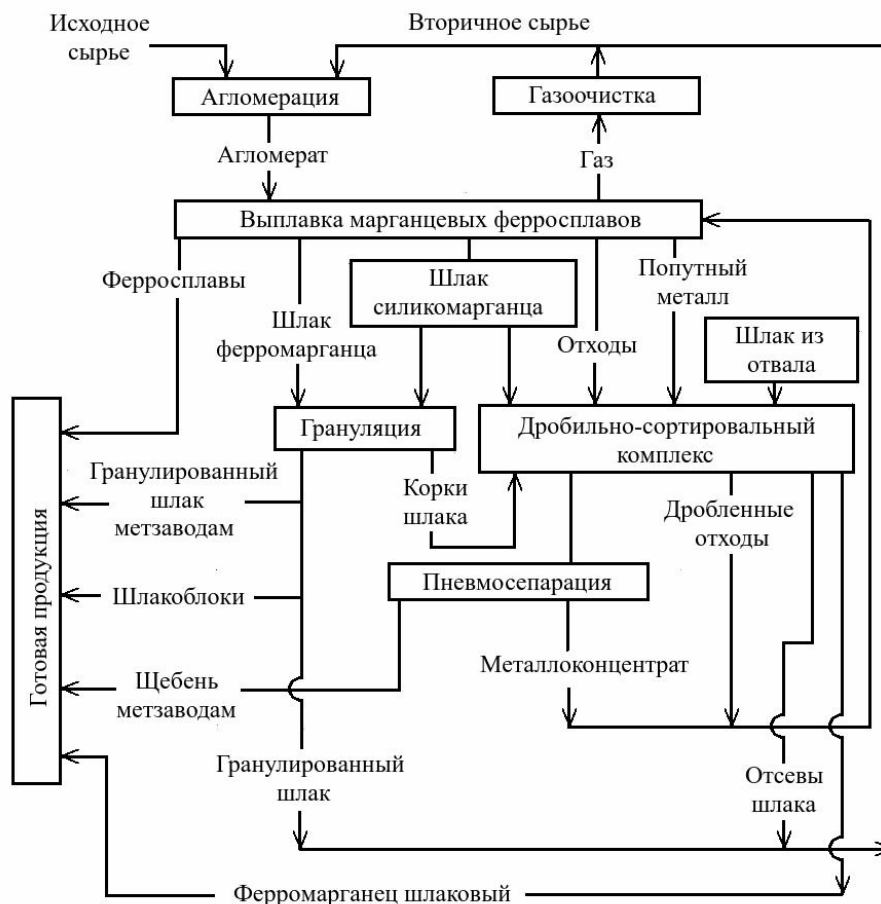 Исходное
сырье
Вторичное сырье
Агломерация
Газоочистка
Агломерат
Газ
Выплавка марганцевых ферросплавов
Ферросплавы
Шлак
ферромарганца
Шлак
силикомарганца
Отходы
Попутный
металл
Шлак из
отвала
Грануляция
Дробильно-сортировальный
комплекс
Гранулированный
шлак
метзаводам
Корки
шлака
Дробленные
отходы
Пневмосепарация
Шлакоблоки
Готовая продукция
Щебень
метзаводам
Металлоконцентрат
Гранулированный
шлак
Отсевы
шлака
Ферромарганец шлаковый